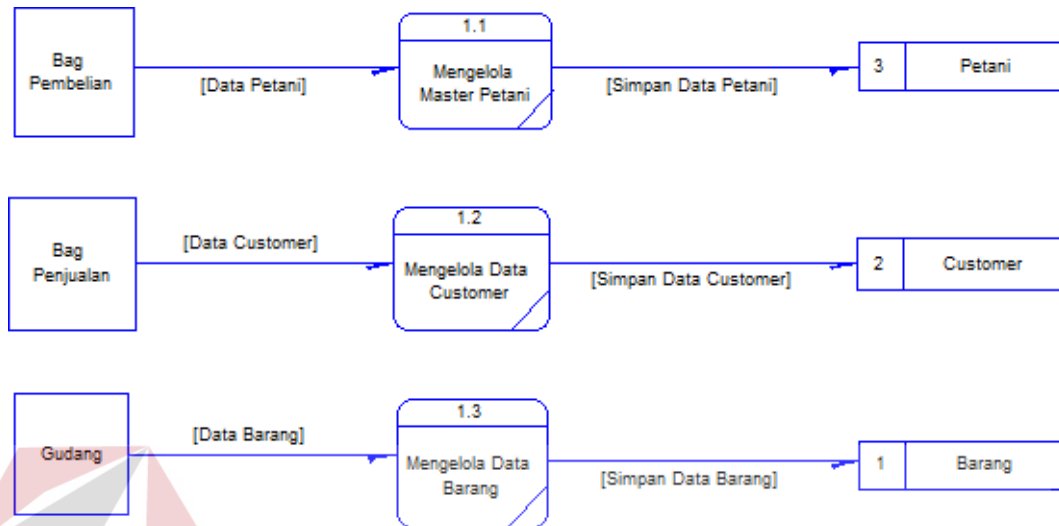 1.1
Bag
Pembelian
[Data Petani]
Mengelola
Master Petani
[Simpan Data Petani]
3
Petani
1.2
Bag
Penjualan
[Data Customer]
Mengelola Data
Customer
[Simpan Data Customer]
2
Customer
1.3
Gudang
[Data Barang]
Mengelola Data
Barang
[Simpan Data Barang]
1
Barang